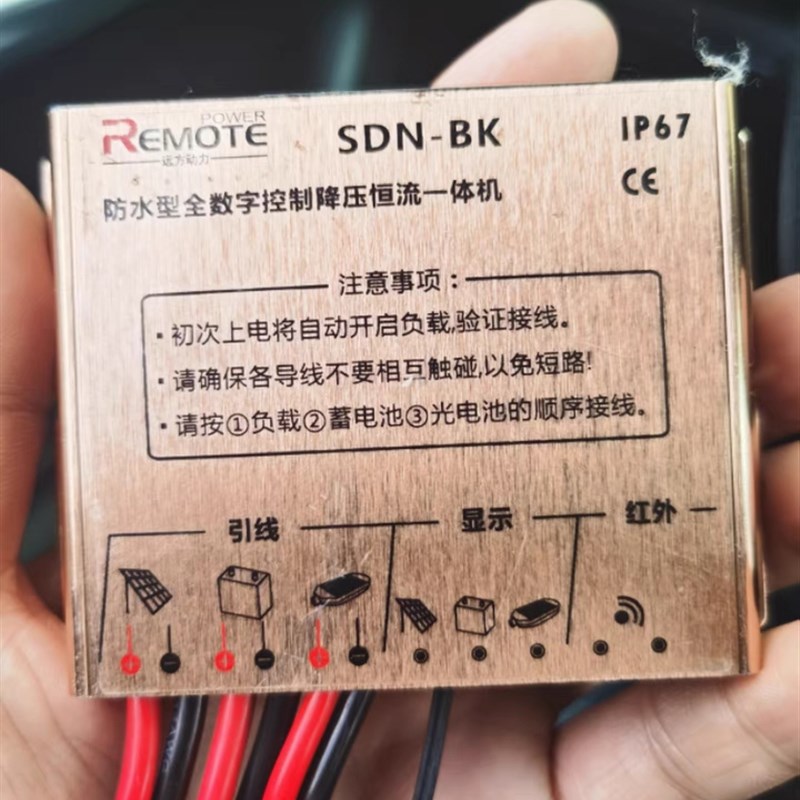 POWER
REMOTE
远方动力
SDN-BK
IP67
CE
防水型全数字控制降压恒流一体机
注意事项：
·初次上电将自动开启负载,验证接线。
·请确保各导线不要相互触碰,以免短路!
·请按①负载②蓄电池③光电池的顺序接线。
引线
显示
红外
+ - + - + -